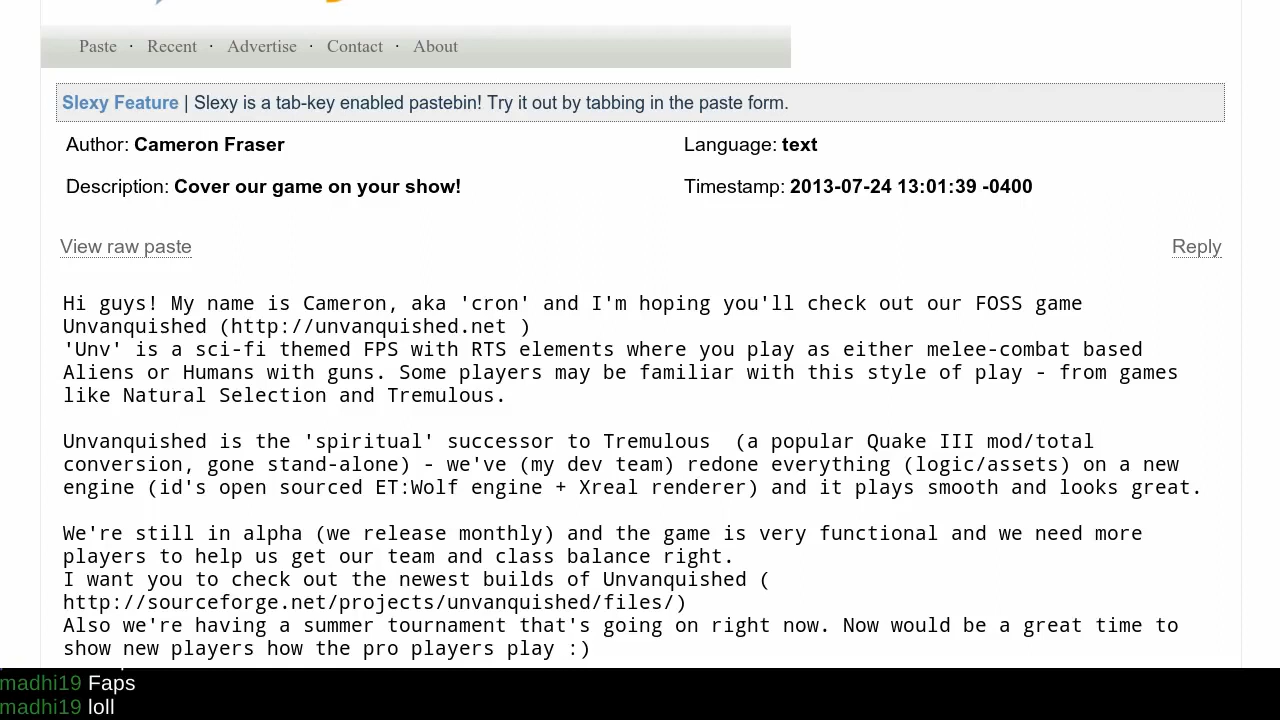 Paste · Recent · Advertise · Contact · About
Slexy Feature | Slexy is a tab-key enabled pastebin! Try it out by tabbing in the paste form.
Author: Cameron Fraser Language: text
Description: Cover our game on your show! Timestamp: 2013-07-24 13:01:39 -0400
View raw paste Reply
Hi guys! My name is Cameron, aka 'cron' and I'm hoping you'll check out our FOSS game
Unvanquished (http://unvanquished.net )
'Unv' is a sci-fi themed FPS with RTS elements where you play as either melee-combat based
Aliens or Humans with guns. Some players may be familiar with this style of play - from games
like Natural Selection and Tremulous.
Unvanquished is the 'spiritual' successor to Tremulous  (a popular Quake III mod/total
conversion, gone stand-alone) - we've (my dev team) redone everything (logic/assets) on a new
engine (id's open sourced ET:Wolf engine + Xreal renderer) and it plays smooth and looks great.
We're still in alpha (we release monthly) and the game is very functional and we need more
players to help us get our team and class balance right.
I want you to check out the newest builds of Unvanquished (
http://sourceforge.net/projects/unvanquished/files/)
Also we're having a summer tournament that's going on right now. Now would be a great time to
show new players how the pro players play :)
madhi19 Faps
madhi19 loll